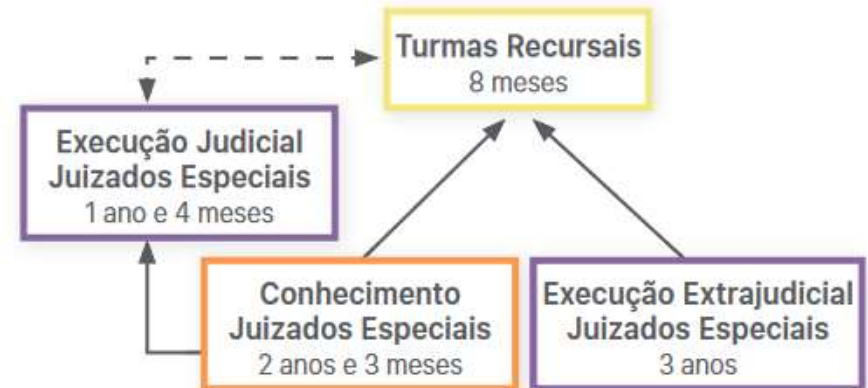 Turmas Recursais
8 meses
Execução Judicial
Juizados Especiais
1 ano e 4 meses
Conhecimento
Juizados Especiais
2 anos e 3 meses
Execução Extrajudicial
Juizados Especiais
3 anos